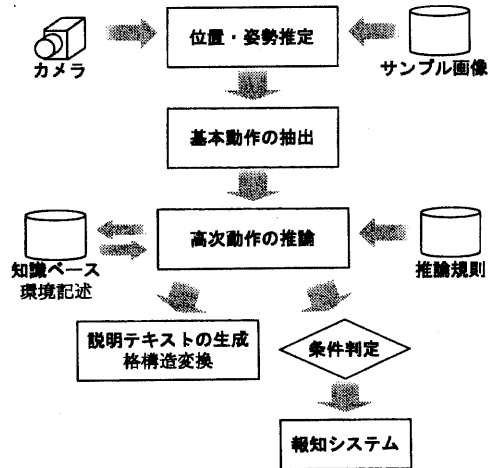 位置・姿勢推定
カメラ
サンプル画像
基本動作の抽出
高次動作の推論
知識ベース
環境記述
推論規則
説明テキストの生成
格構造変換
条件判定
報知システム